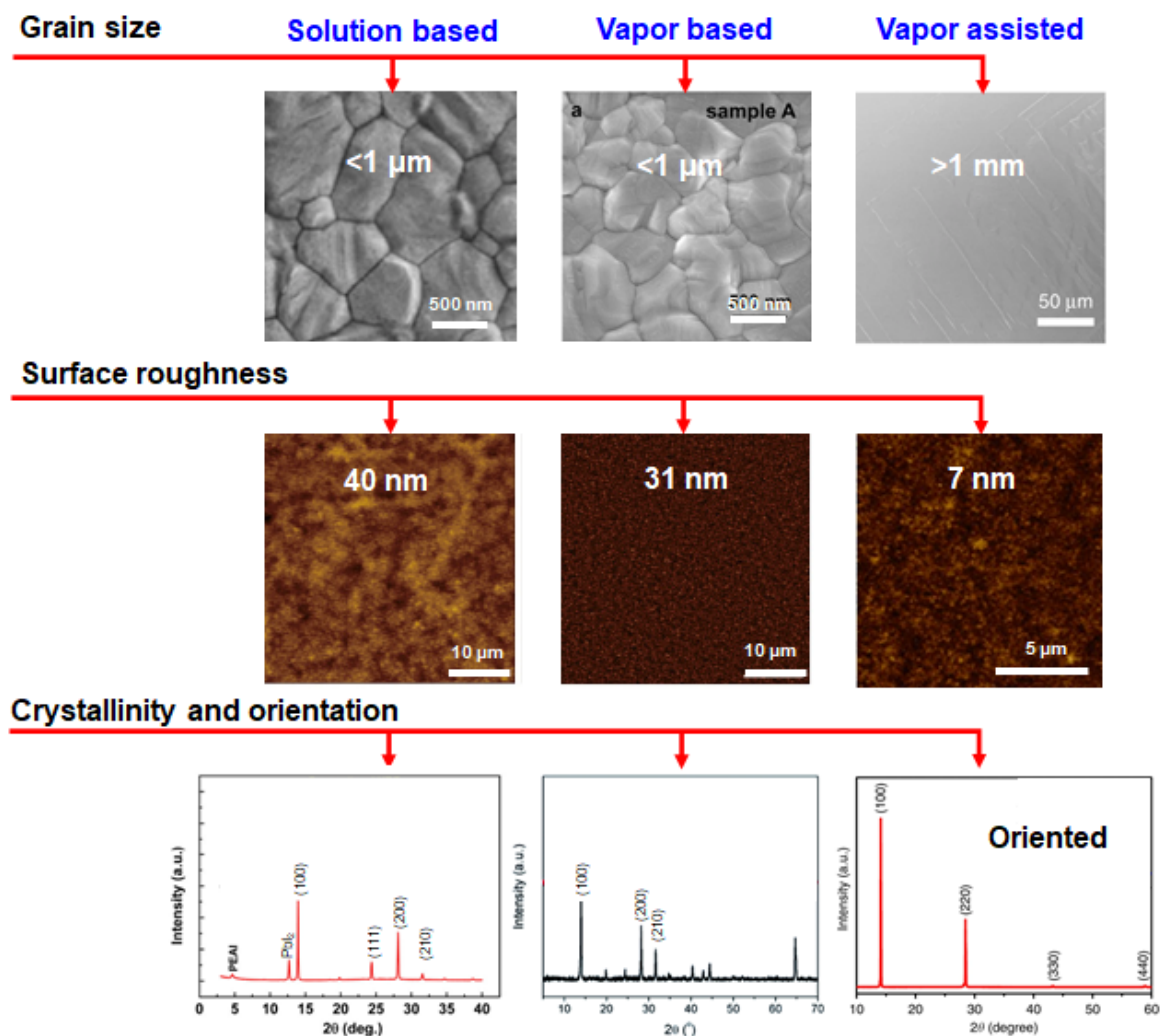 Grain size
Solution based
Vapor based
Vapor assisted
<1 µm
500 nm
a
sample A
<1 µm
500 nm
>1 mm
50 µm
Surface roughness
40 nm
10 µm
31 nm
10 µm
7 nm
5 µm
Crystallinity and orientation
Intensity (a.u.)
PEAI
PbI2
(100)
(111)
(200)
(210)
0 5 10 15 20 25 30 35 40
2θ (deg.)
Intensity (a.u.)
(100)
(200)
(210)
10 20 30 40 50 60 70
2θ (°)
Intensity (a.u.)
(100)
Oriented
(220)
(330)
(440)
10 20 30 40 50 60
2θ (degree)